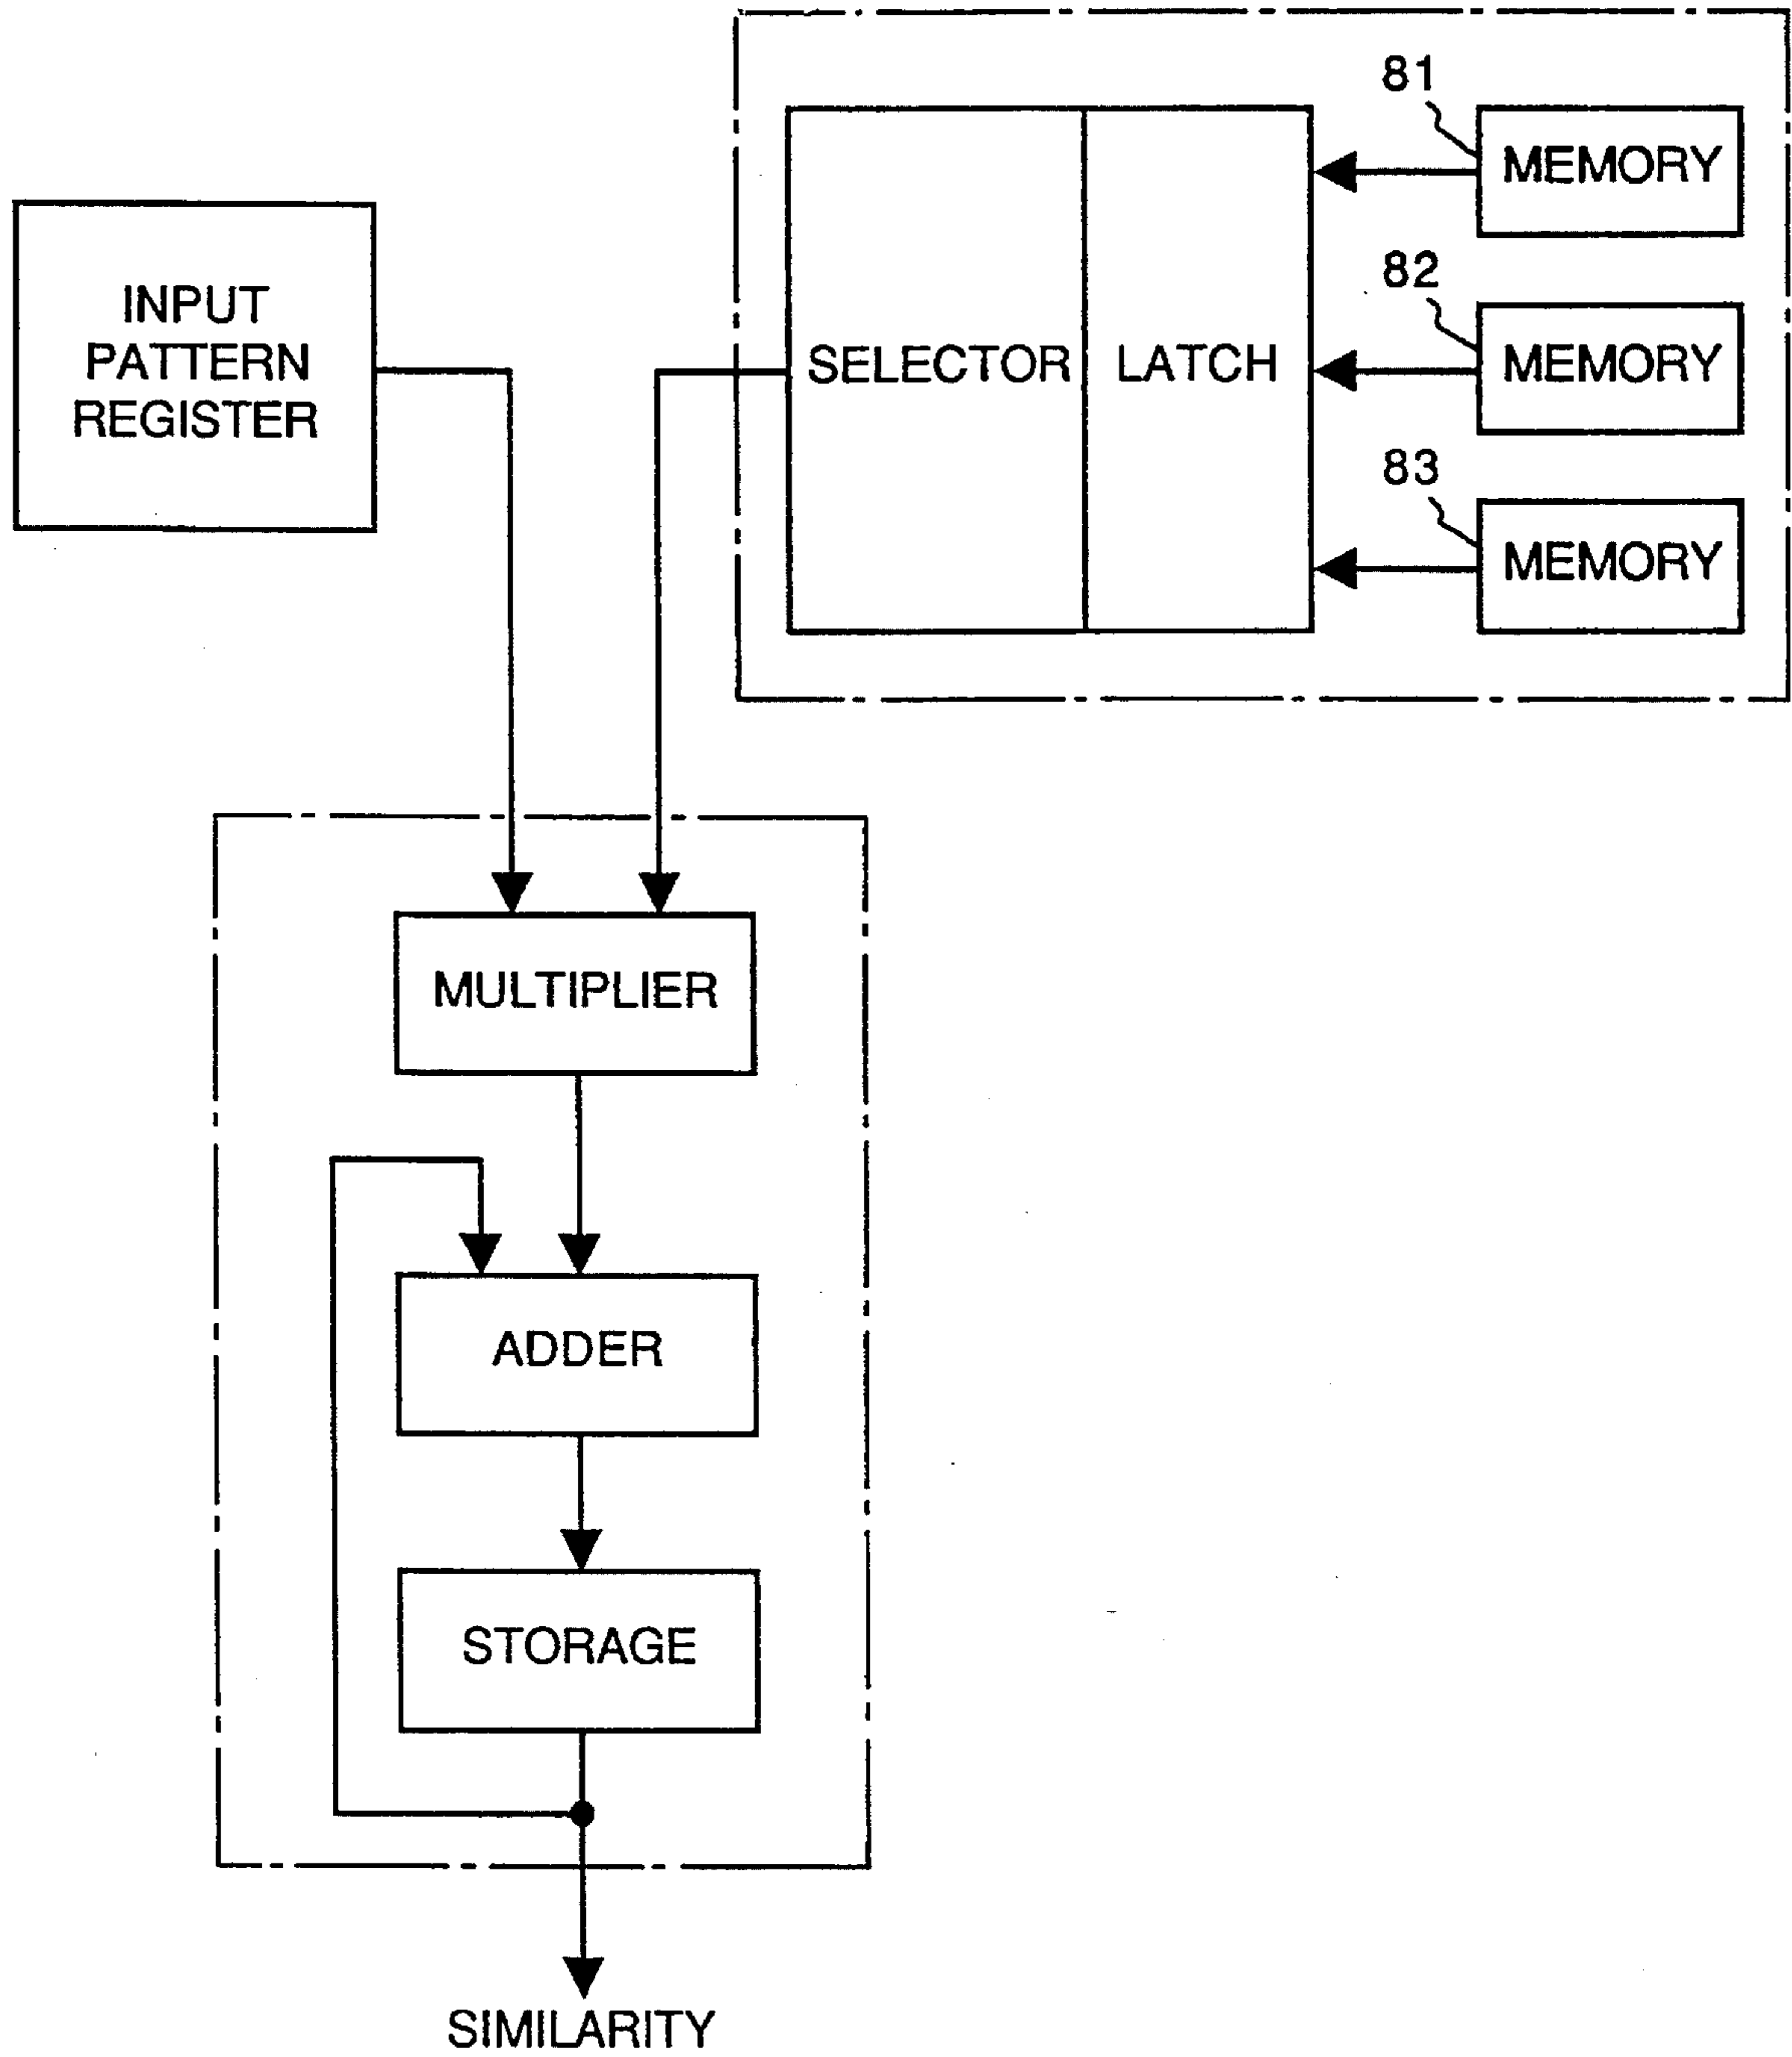 81
MEMORY
INPUT
PATTERN
REGISTER
82
SELECTOR
LATCH
MEMORY
83
MEMORY
MULTIPLIER
ADDER
STORAGE
SIMILARITY